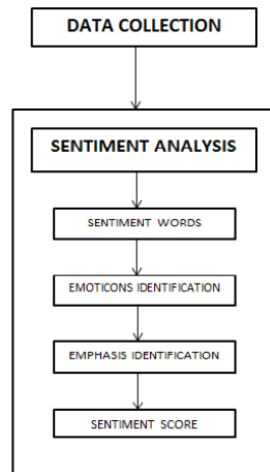 DATA COLLECTION
SENTIMENT ANALYSIS
SENTIMENT WORDS
EMOTICONS IDENTIFICATION
EMPHASIS IDENTIFICATION
SENTIMENT SCORE